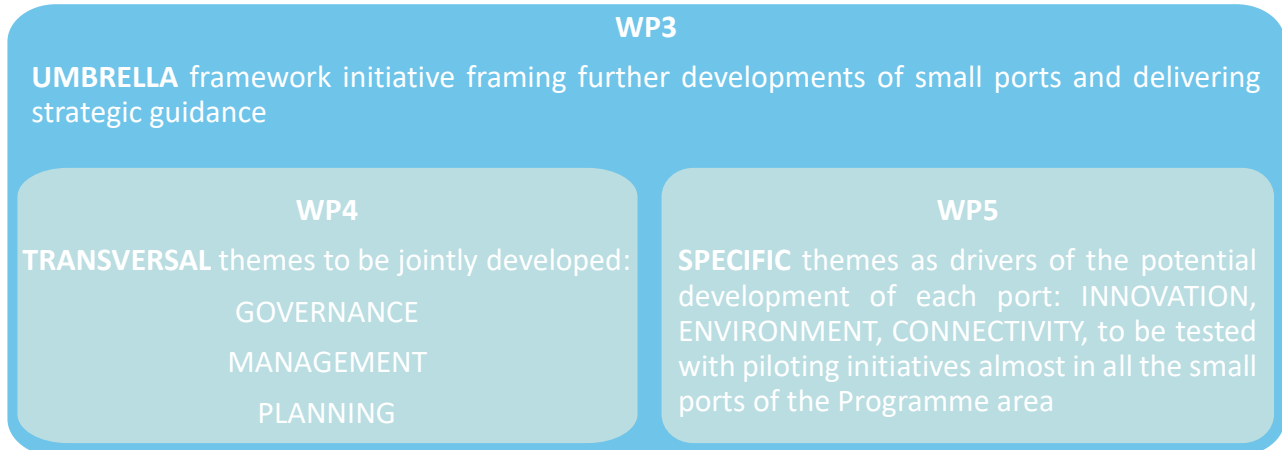 WP3
UMBRELLA framework initiative framing further developments of small ports and delivering
strategic guidance
WP4
TRANSVERSAL themes to be jointly developed:
GOVERNANCE
MANAGEMENT
PLANNING
WP5
SPECIFIC themes as drivers of the potential
development of each port: INNOVATION,
ENVIRONMENT, CONNECTIVITY, to be tested
with piloting initiatives almost in all the small
ports of the Programme area